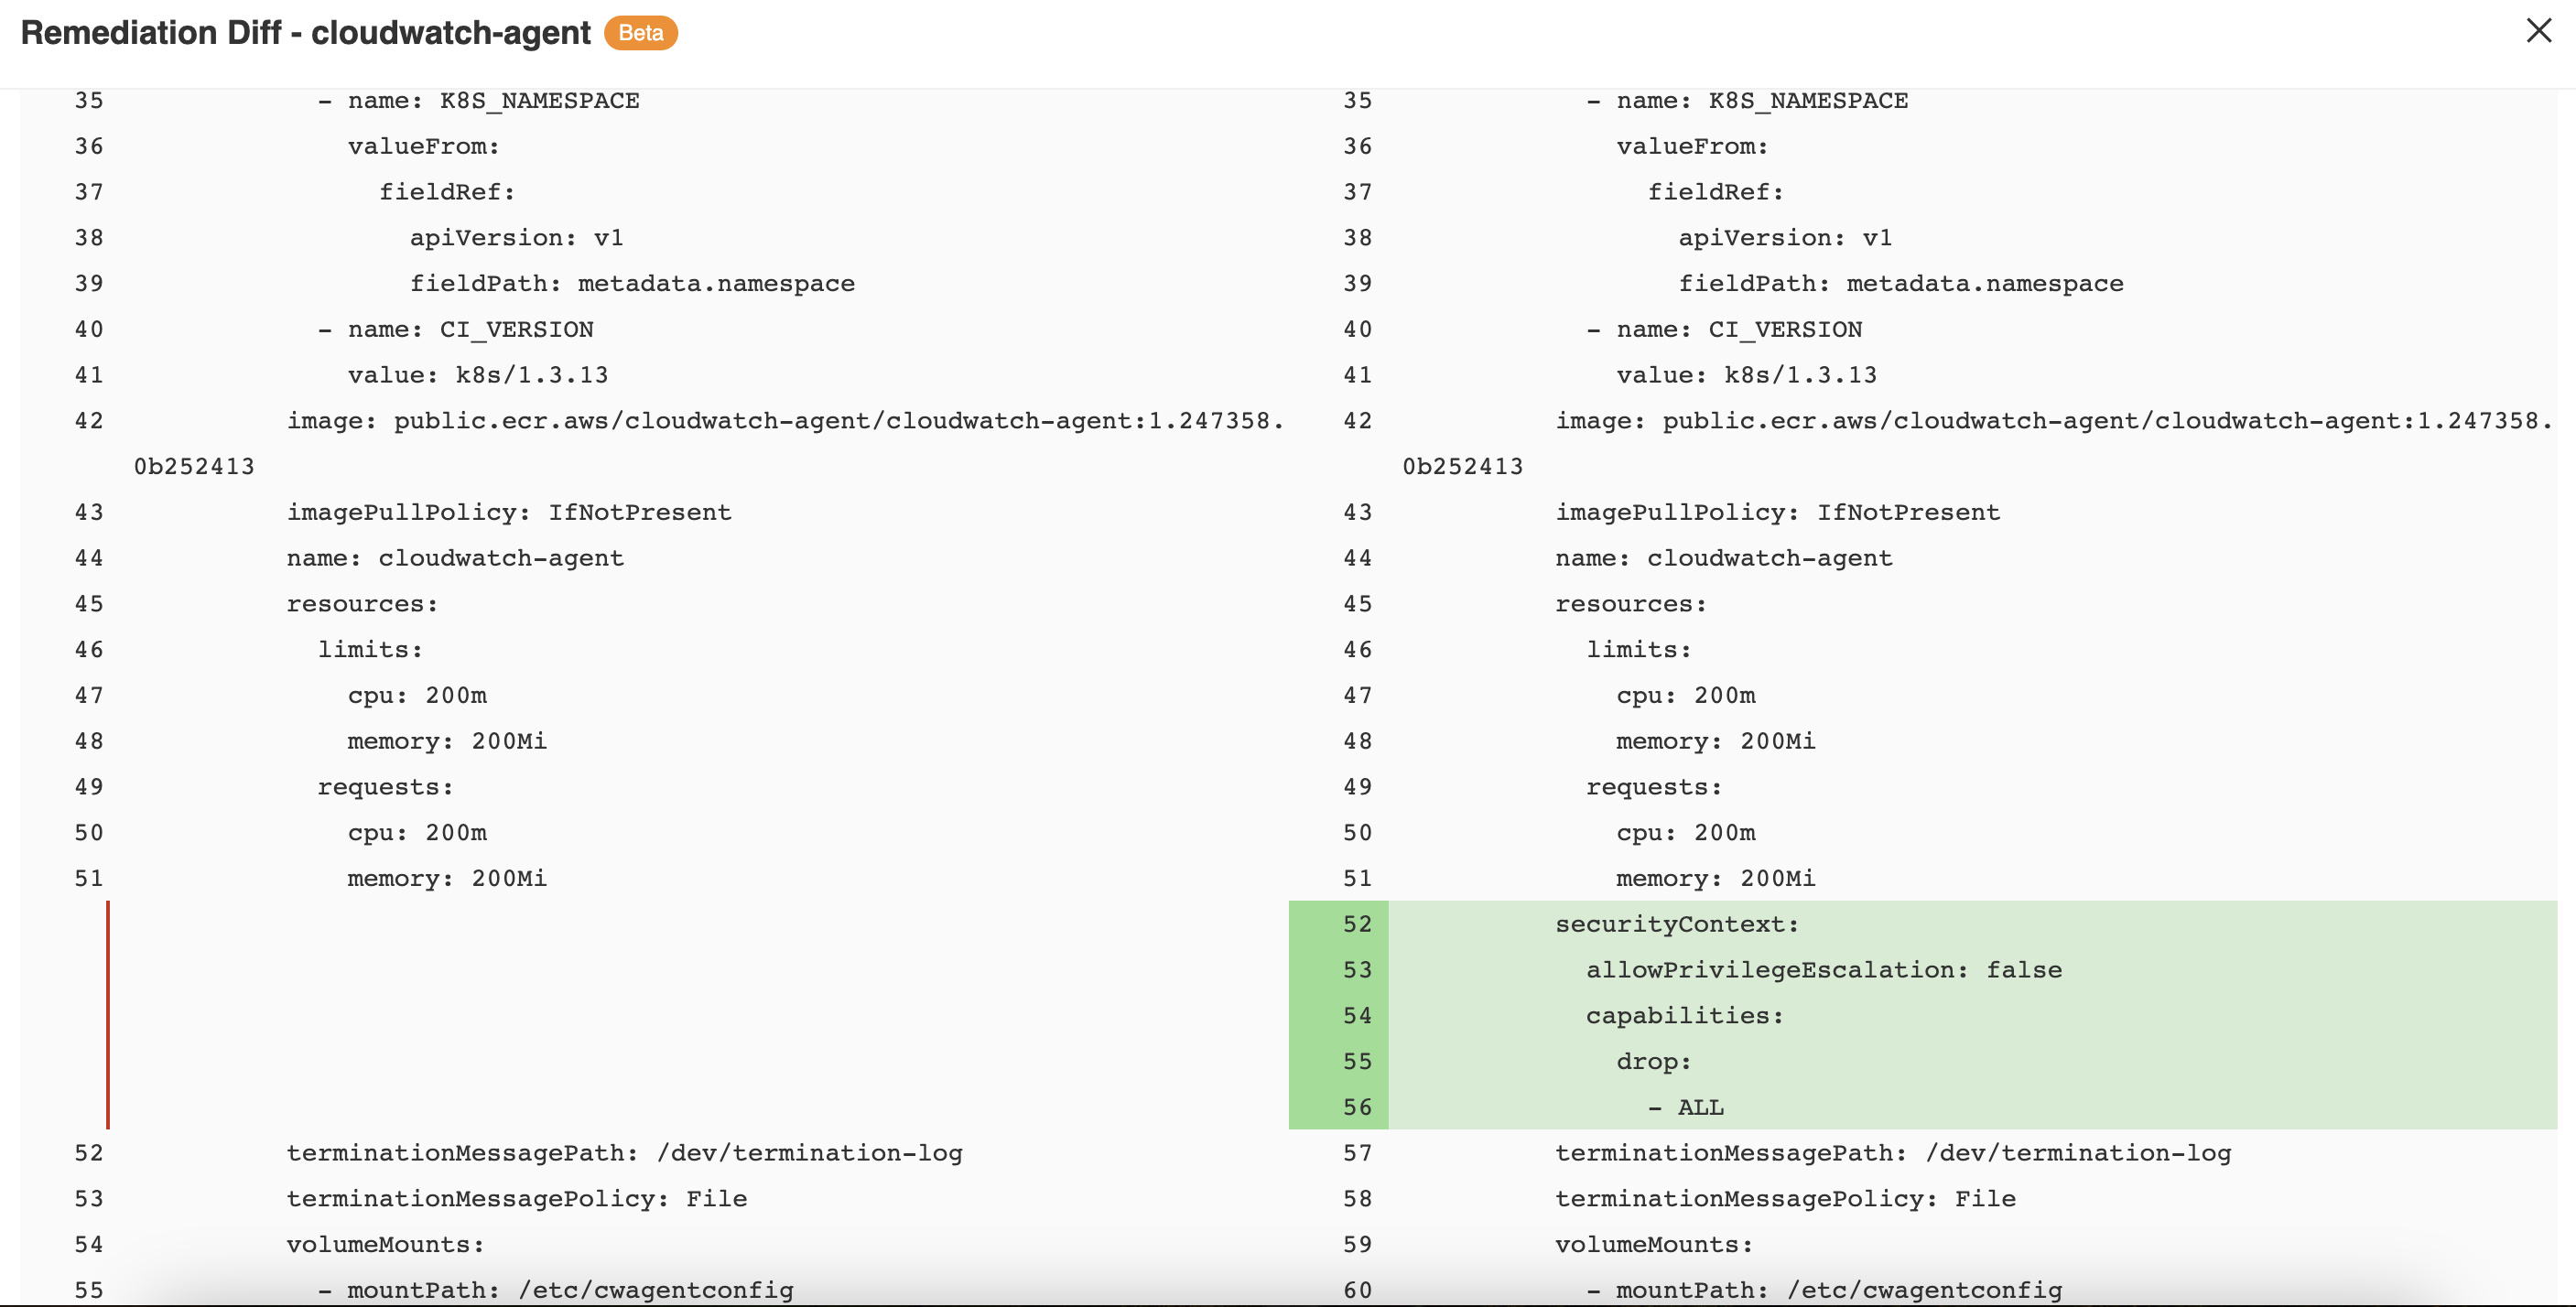 Remediation Diff - cloudwatch-agent Beta
35 - name: K8S_NAMESPACE
36 valueFrom:
37 fieldRef:
38 apiVersion: v1
39 fieldPath: metadata.namespace
40 - name: CI_VERSION
41 value: k8s/1.3.13
42 image: public.ecr.aws/cloudwatch-agent/cloudwatch-agent:1.247358.
0b252413
43 imagePullPolicy: IfNotPresent
44 name: cloudwatch-agent
45 resources:
46 limits:
47 cpu: 200m
48 memory: 200Mi
49 requests:
50 cpu: 200m
51 memory: 200Mi
52 terminationMessagePath: /dev/termination-log
53 terminationMessagePolicy: File
54 volumeMounts:
55 - mountPath: /etc/cwagentconfig
35 - name: K8S_NAMESPACE
36 valueFrom:
37 fieldRef:
38 apiVersion: v1
39 fieldPath: metadata.namespace
40 - name: CI_VERSION
41 value: k8s/1.3.13
42 image: public.ecr.aws/cloudwatch-agent/cloudwatch-agent:1.247358.
0b252413
43 imagePullPolicy: IfNotPresent
44 name: cloudwatch-agent
45 resources:
46 limits:
47 cpu: 200m
48 memory: 200Mi
49 requests:
50 cpu: 200m
51 memory: 200Mi
52 securityContext:
53 allowPrivilegeEscalation: false
54 capabilities:
55 drop:
56 - ALL
57 terminationMessagePath: /dev/termination-log
58 terminationMessagePolicy: File
59 volumeMounts:
60 - mountPath: /etc/cwagentconfig